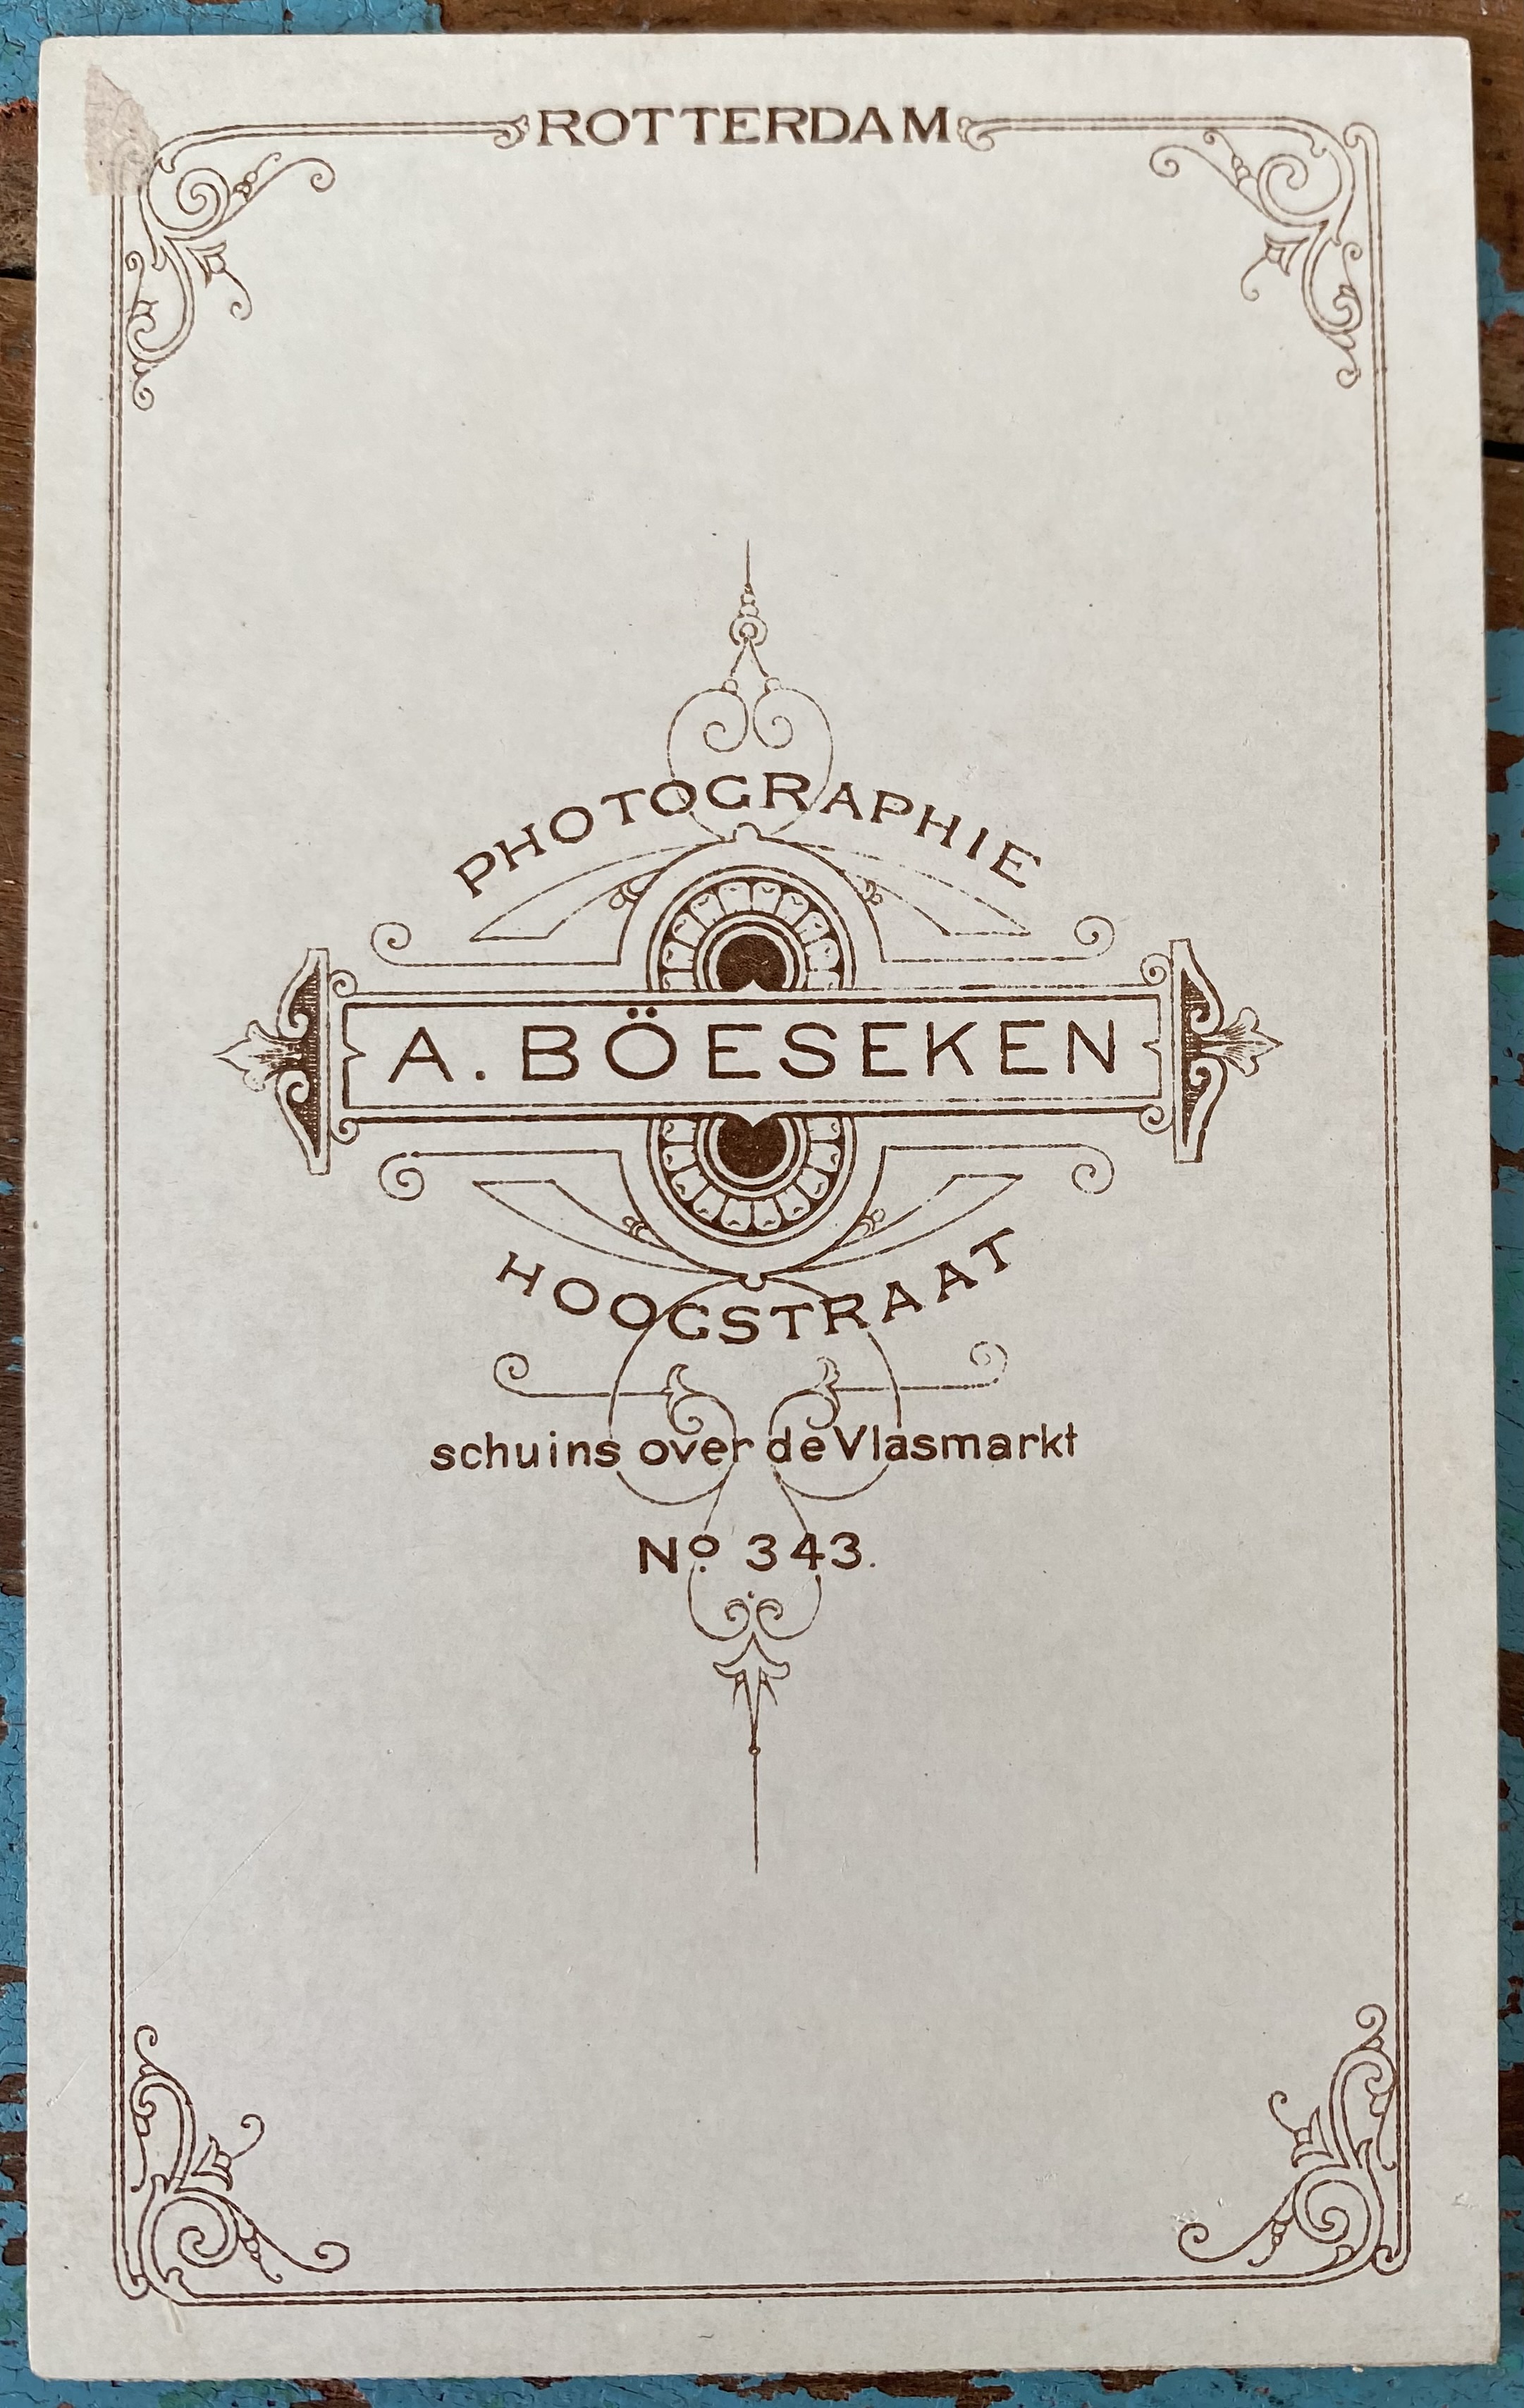 ROTTERDAM
PHOTOGRAPHIE
A. BÖESEKEN
HOOGSTRAAT
schuins over de Vlasmarkt
Nº 343.